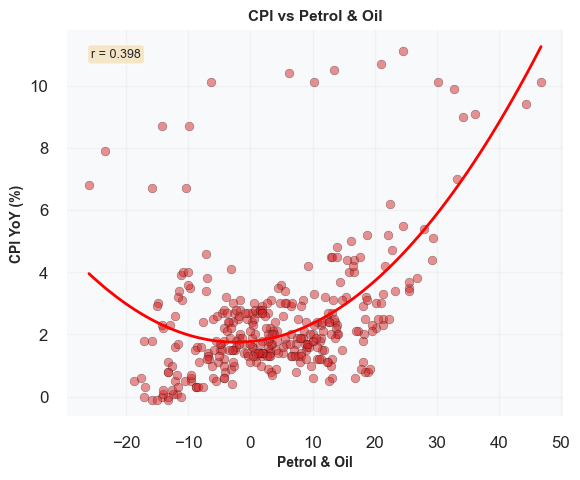 CPI vs Petrol & Oil
r = 0.398
CPI YoY (%)
10
8
6
4
2
0
−20 −10 0 10 20 30 40 50
Petrol & Oil